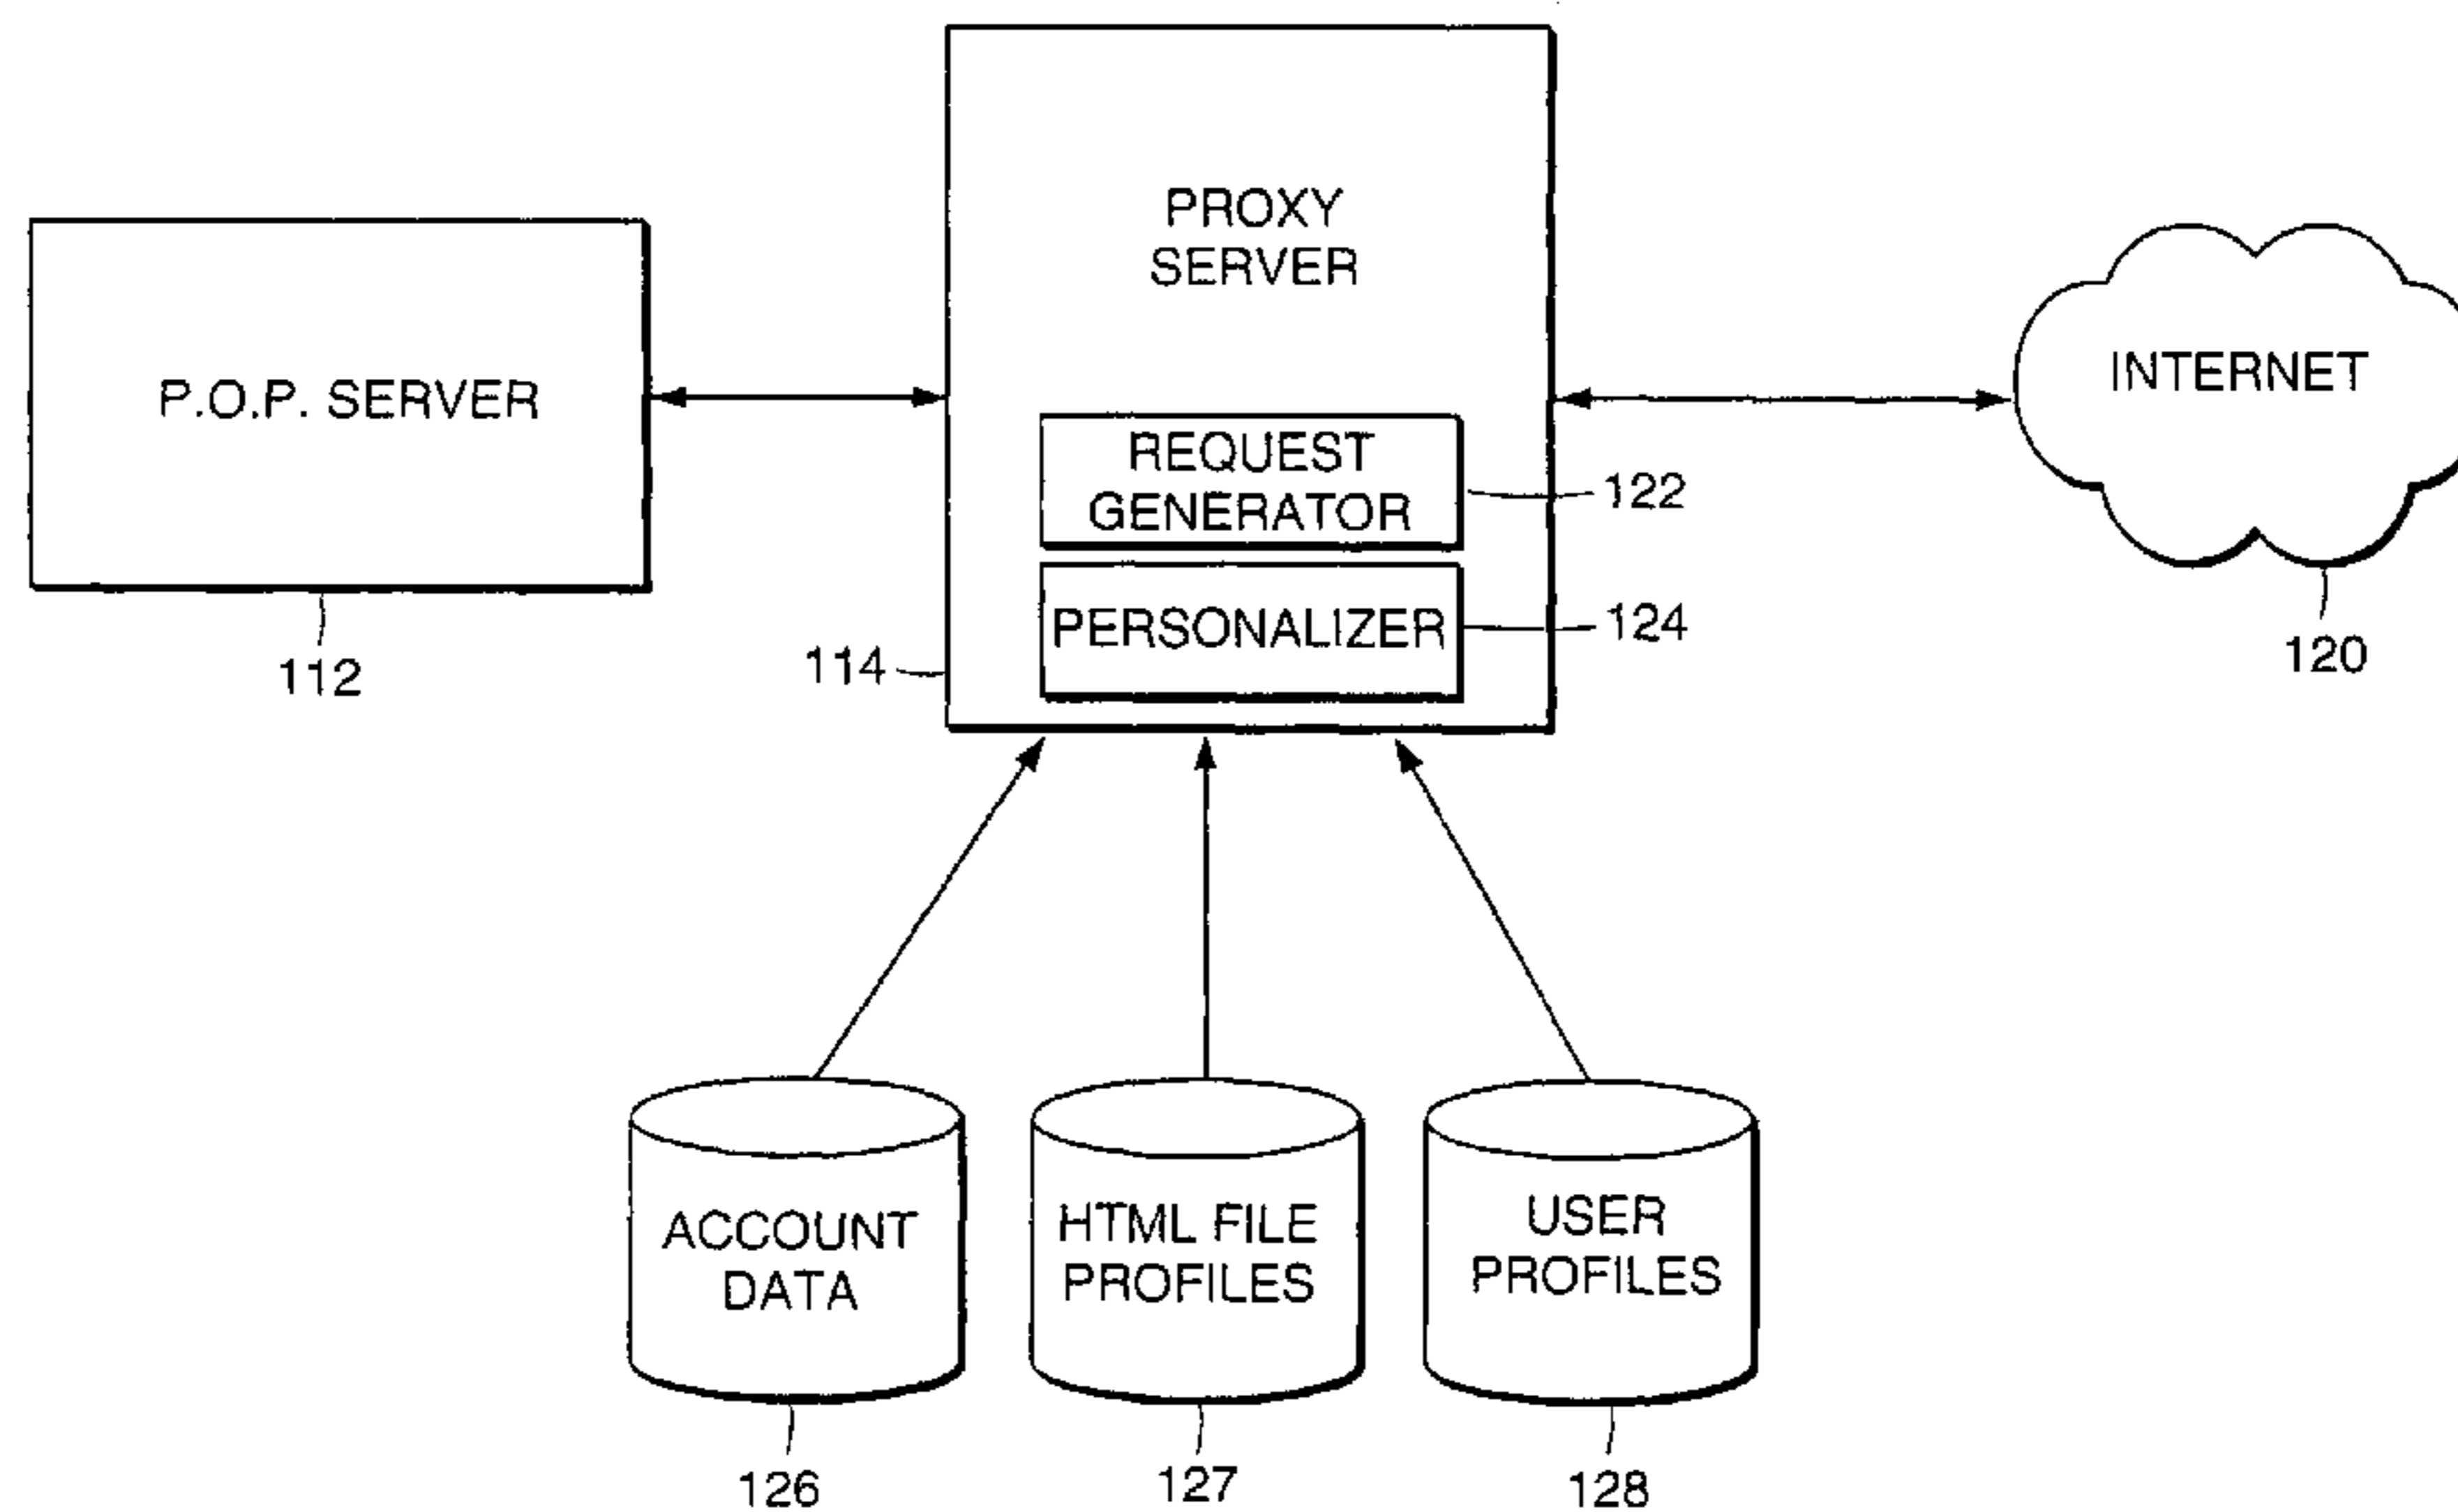 PROXY
SERVER
P.O.P. SERVER
INTERNET
REQUEST
GENERATOR
122
PERSONALIZER
124
112
114
120
ACCOUNT
DATA
HTML FILE
PROFILES
USER
PROFILES
126
127
128